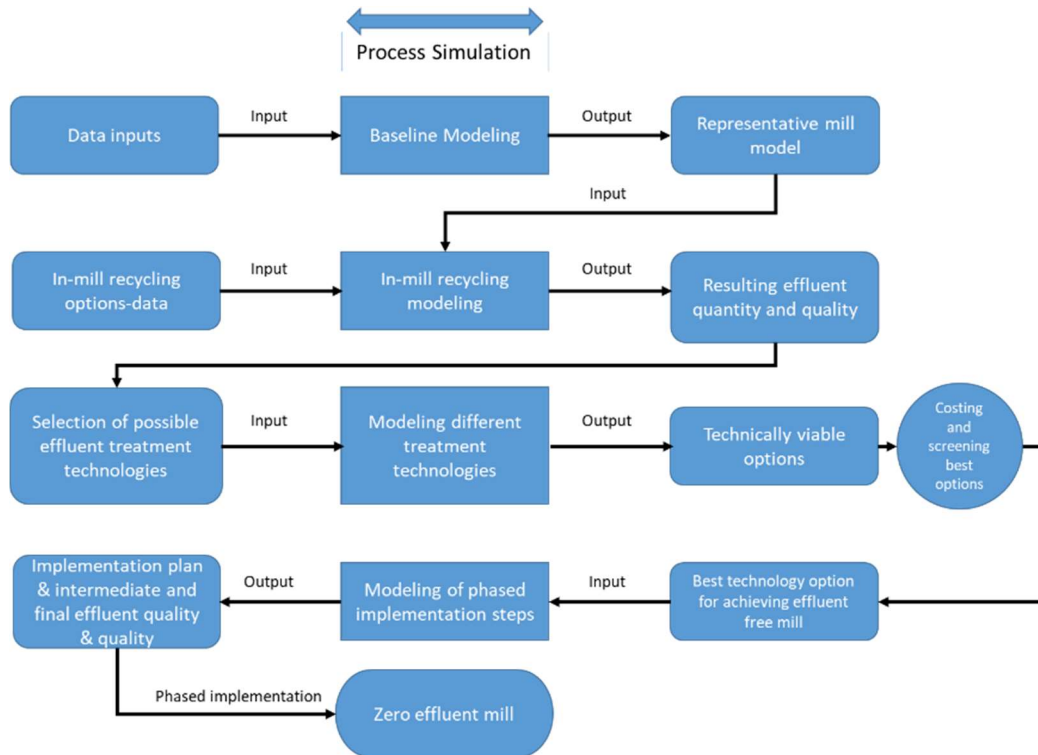 Process Simulation
Data inputs
Input
Baseline Modeling
Output
Representative mill
model
Input
In-mill recycling
options-data
Input
In-mill recycling
modeling
Output
Resulting effluent
quantity and quality
Selection of possible
effluent treatment
technologies
Input
Modeling different
treatment
technologies
Output
Technically viable
options
Costing
and
screening
best
options
Implementation plan
& intermediate and
final effluent quality
& quality
Output
Modeling of phased
implementation steps
Input
Best technology option
for achieving effluent
free mill
Phased implementation
Zero effluent mill